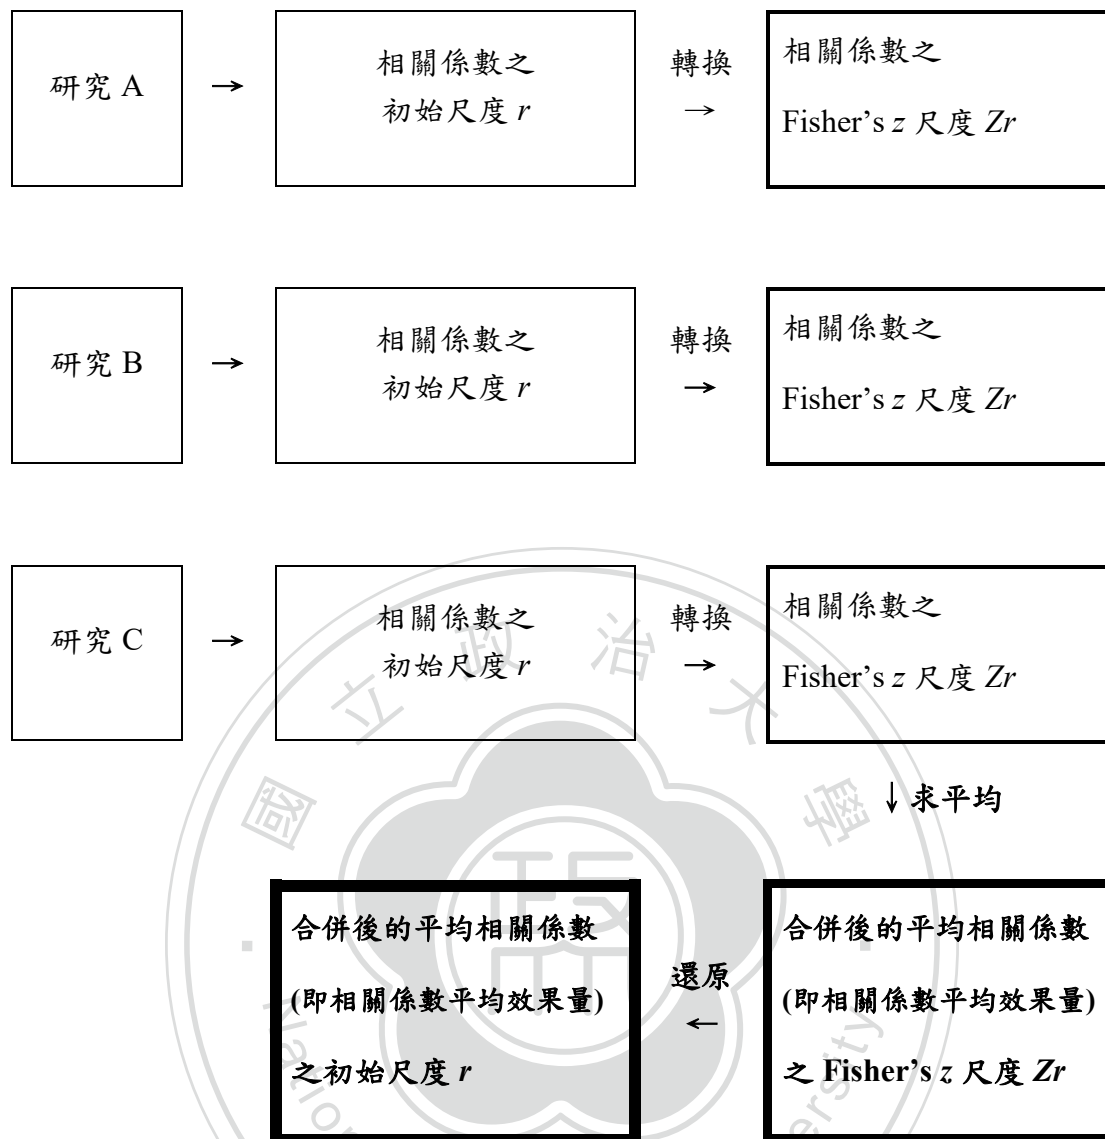 研究 A
→
相關係數之
初始尺度 r
轉換
→
相關係數之
Fisher’s z 尺度 Zr
研究 B
→
相關係數之
初始尺度 r
轉換
→
相關係數之
Fisher’s z 尺度 Zr
研究 C
→
相關係數之
初始尺度 r
轉換
→
相關係數之
Fisher’s z 尺度 Zr
↓求平均
合併後的平均相關係數
(即相關係數平均效果量)
之初始尺度 r
還原
←
合併後的平均相關係數
(即相關係數平均效果量)
之 Fisher’s z 尺度 Zr
國立政治大學